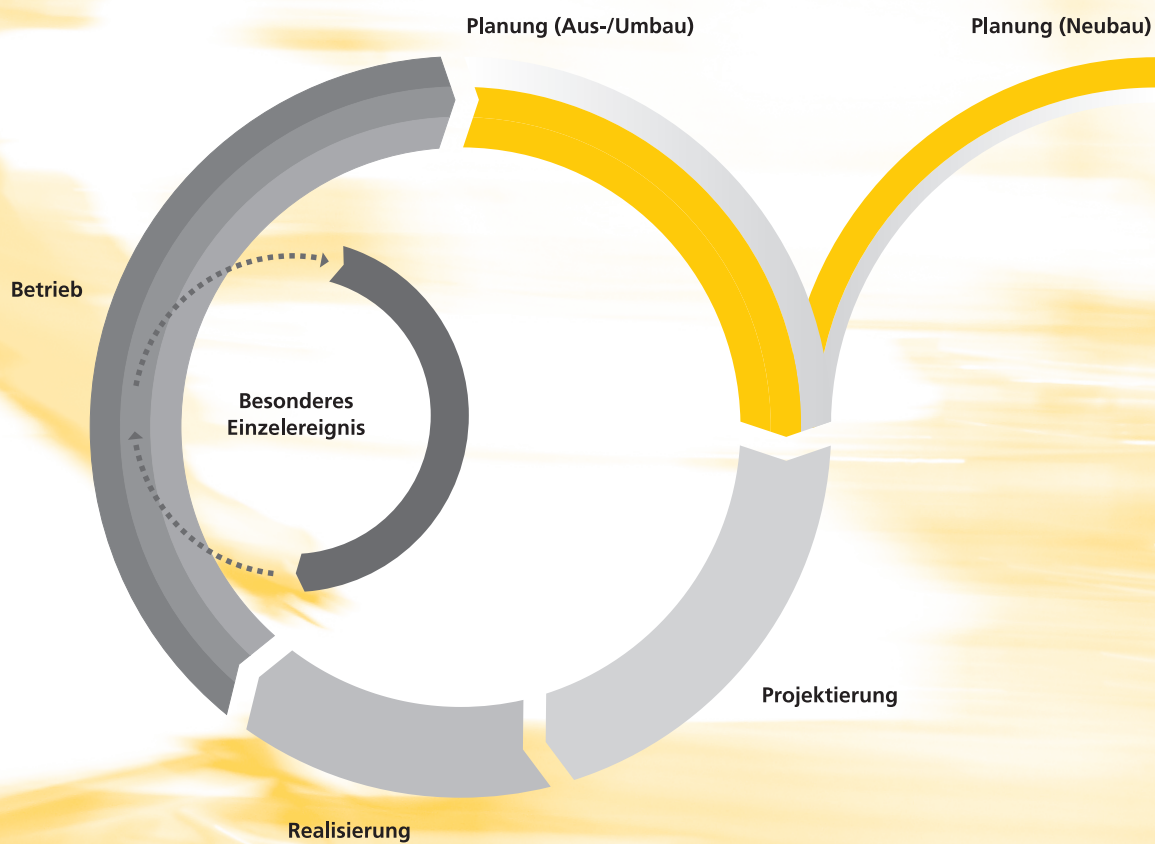 Planung (Aus-/Umbau)
Planung (Neubau)
Betrieb
Besonderes
Einzelereignis
Projektierung
Realisierung